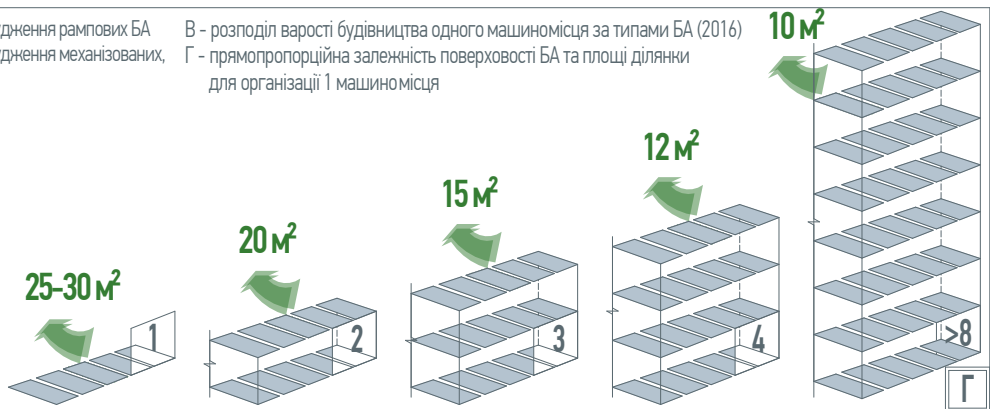 дження рампових БА
дження механізованих,
В - розподіл варості будівництва одного машиномісця за типами БА (2016)
Г - прямопропорційна залежність поверховості БА та площі ділянки
для організації 1 машиномісця
10 м²
12 м²
15 м²
20 м²
25-30 м²
1
2
3
4
>8
Г